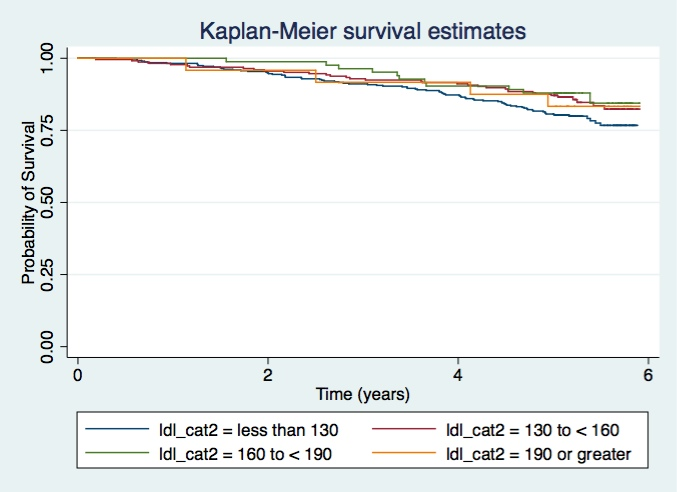 Kaplan-Meier survival estimates
Probability of Survival
1.00
0.75
0.50
0.25
0.00
0 2 4 6
Time (years)
ldl_cat2 = less than 130 ldl_cat2 = 130 to < 160
ldl_cat2 = 160 to < 190 ldl_cat2 = 190 or greater